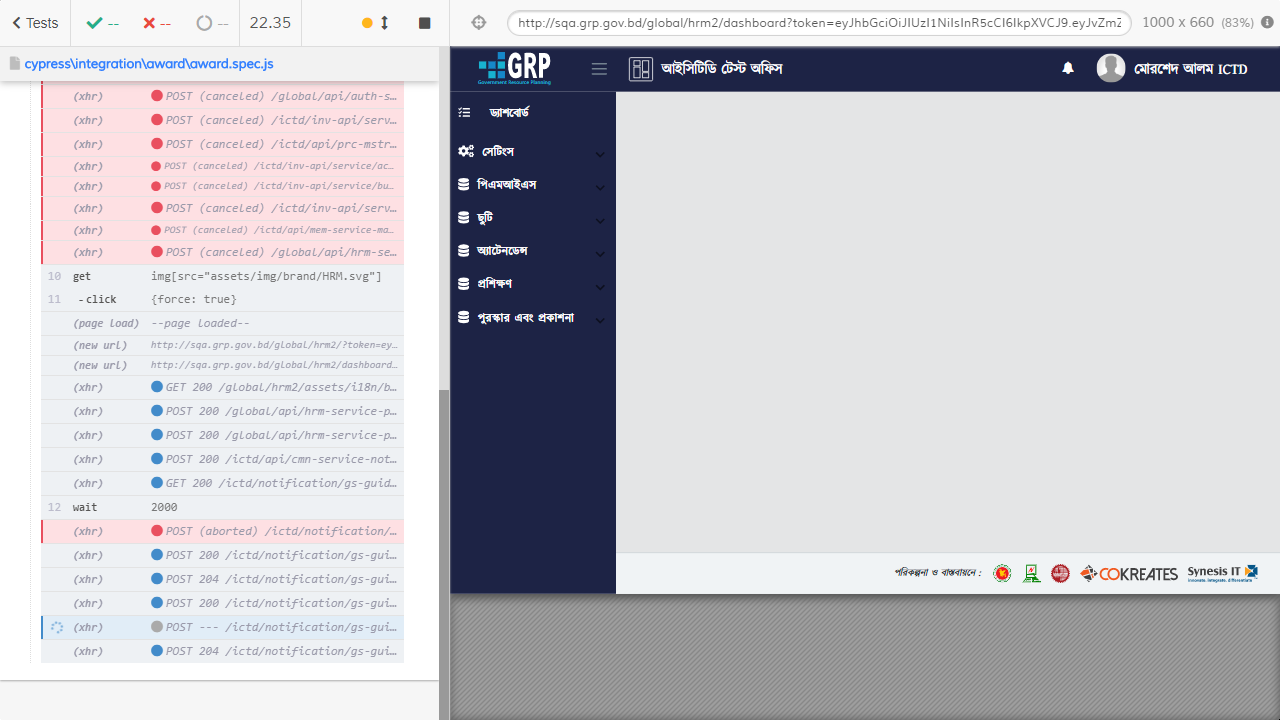 Tests
--
--
--
22.35
http://sqa.grp.gov.bd/global/hrm2/dashboard?token=eyJhbGciOiJIUzI1NiIsInR5cCI6IkpXVCJ9.eyJvZm2
1000 x 660 (83%)
cypress\integration\award\award.spec.js
(xhr) POST (canceled) /global/api/auth-s…
(xhr) POST (canceled) /ictd/inv-api/serv…
(xhr) POST (canceled) /ictd/api/prc-mstr…
(xhr) POST (canceled) /ictd/inv-api/service/ac…
(xhr) POST (canceled) /ictd/inv-api/service/bu…
(xhr) POST (canceled) /ictd/inv-api/serv…
(xhr) POST (canceled) /ictd/api/mem-service-ma…
(xhr) POST (canceled) /global/api/hrm-se…
10 get img[src="assets/img/brand/HRM.svg"]
11 -click {force: true}
(page load) --page loaded--
(new url) http://sqa.grp.gov.bd/global/hrm2/?token=ey…
(new url) http://sqa.grp.gov.bd/global/hrm2/dashboard…
(xhr) GET 200 /global/hrm2/assets/i18n/b…
(xhr) POST 200 /global/api/hrm-service-p…
(xhr) POST 200 /global/api/hrm-service-p…
(xhr) POST 200 /ictd/api/cmn-service-not…
(xhr) GET 200 /ictd/notification/gs-guid…
12 wait 2000
(xhr) POST (aborted) /ictd/notification/…
(xhr) POST 200 /ictd/notification/gs-gui…
(xhr) POST 204 /ictd/notification/gs-gui…
(xhr) POST 200 /ictd/notification/gs-gui…
(xhr) POST --- /ictd/notification/gs-gui…
(xhr) POST 204 /ictd/notification/gs-gui…
GRP
Government Resource Planning
আইসিটিডি টেস্ট অফিস
মোরশেদ আলম ICTD
ড্যাশবোর্ড
সেটিংস
পিএমআইএস
ছুটি
অ্যাটেনডেন্স
প্রশিক্ষণ
পুরস্কার এবং প্রকাশনা
পরিকল্পনা ও বাস্তবায়নে :
COKREATES
Synesis IT
innovate. integrate. differentiate